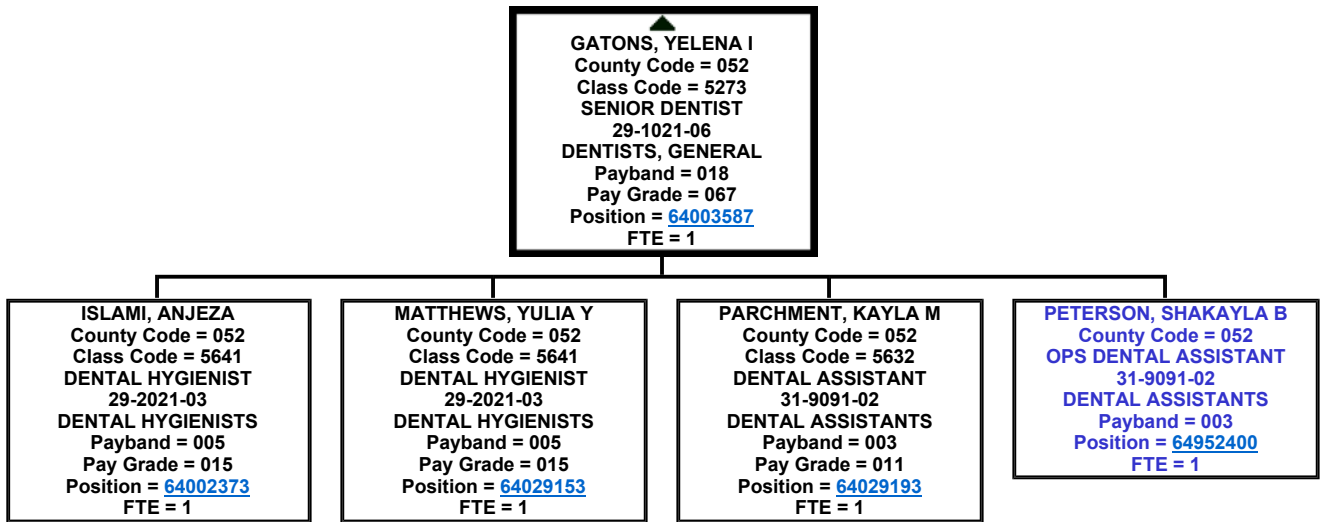 GATONS, YELENA I
County Code = 052
Class Code = 5273
SENIOR DENTIST
29-1021-06
DENTISTS, GENERAL
Payband = 018
Pay Grade = 067
Position = 64003587
FTE = 1
ISLAMI, ANJEZA
County Code = 052
Class Code = 5641
DENTAL HYGIENIST
29-2021-03
DENTAL HYGIENISTS
Payband = 005
Pay Grade = 015
Position = 64002373
FTE = 1
MATTHEWS, YULIA Y
County Code = 052
Class Code = 5641
DENTAL HYGIENIST
29-2021-03
DENTAL HYGIENISTS
Payband = 005
Pay Grade = 015
Position = 64029153
FTE = 1
PARCHMENT, KAYLA M
County Code = 052
Class Code = 5632
DENTAL ASSISTANT
31-9091-02
DENTAL ASSISTANTS
Payband = 003
Pay Grade = 011
Position = 64029193
FTE = 1
PETERSON, SHAKAYLA B
County Code = 052
OPS DENTAL ASSISTANT
31-9091-02
DENTAL ASSISTANTS
Payband = 003
Position = 64952400
FTE = 1